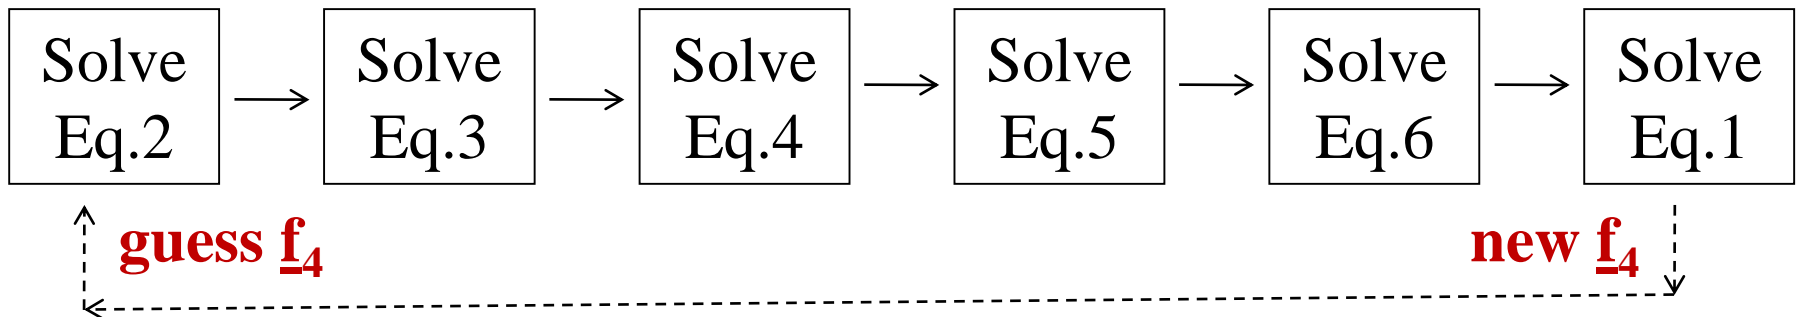 Solve
Eq.2
Solve
Eq.3
Solve
Eq.4
Solve
Eq.5
Solve
Eq.6
Solve
Eq.1
guess f4
new f4